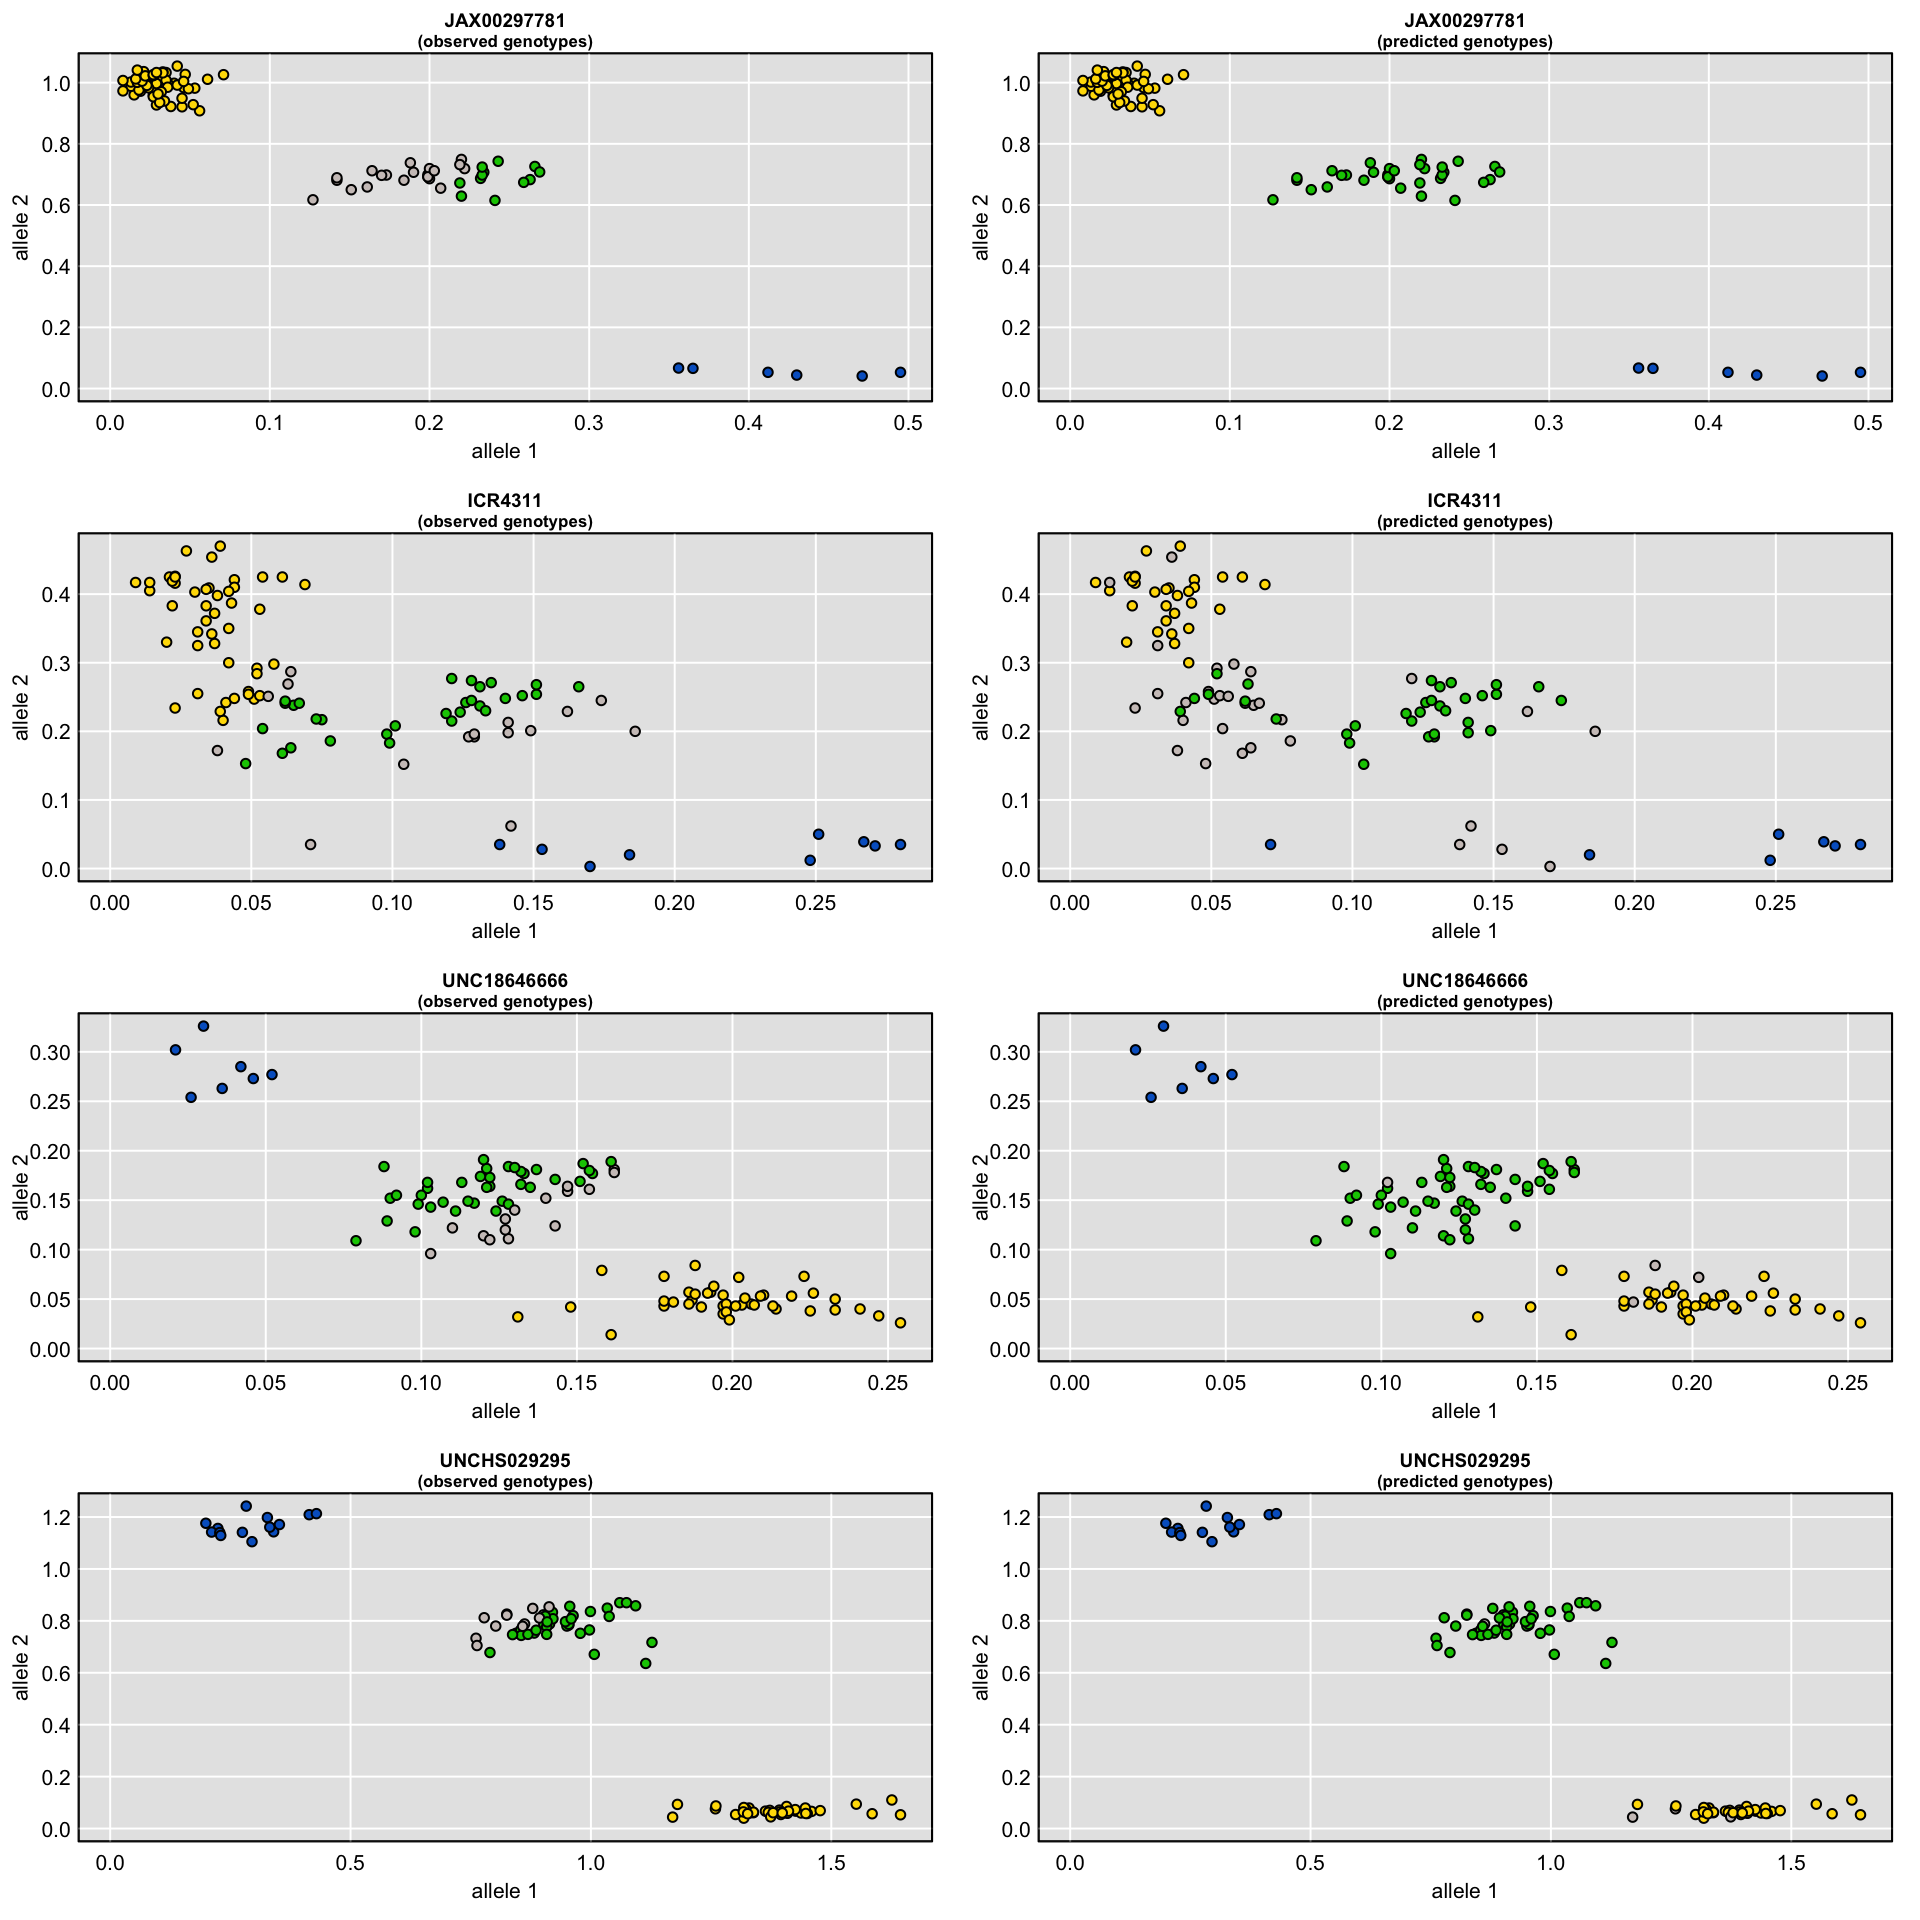 JAX00297781
(observed genotypes)
allele 2
1.0
0.8
0.6
0.4
0.2
0.0
0.0 0.1 0.2 0.3 0.4 0.5
allele 1
JAX00297781
(predicted genotypes)
allele 2
1.0
0.8
0.6
0.4
0.2
0.0
0.0 0.1 0.2 0.3 0.4 0.5
allele 1
ICR4311
(observed genotypes)
allele 2
0.4
0.3
0.2
0.1
0.0
0.00 0.05 0.10 0.15 0.20 0.25
allele 1
ICR4311
(predicted genotypes)
allele 2
0.4
0.3
0.2
0.1
0.0
0.00 0.05 0.10 0.15 0.20 0.25
allele 1
UNC18646666
(observed genotypes)
allele 2
0.30
0.25
0.20
0.15
0.10
0.05
0.00
0.00 0.05 0.10 0.15 0.20 0.25
allele 1
UNC18646666
(predicted genotypes)
allele 2
0.30
0.25
0.20
0.15
0.10
0.05
0.00
0.00 0.05 0.10 0.15 0.20 0.25
allele 1
UNCHS029295
(observed genotypes)
allele 2
1.2
1.0
0.8
0.6
0.4
0.2
0.0
0.0 0.5 1.0 1.5
allele 1
UNCHS029295
(predicted genotypes)
allele 2
1.2
1.0
0.8
0.6
0.4
0.2
0.0
0.0 0.5 1.0 1.5
allele 1